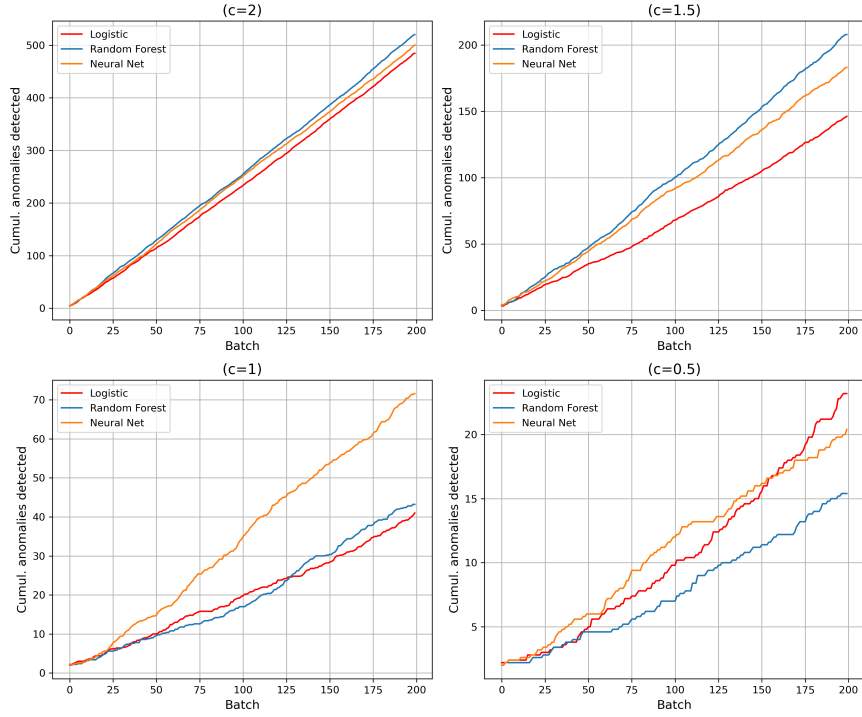 (c=2)
Cumul. anomalies detected
500
400
300
200
100
0
Logistic
Random Forest
Neural Net
0 25 50 75 100 125 150 175 200
Batch
(c=1.5)
Cumul. anomalies detected
200
150
100
50
0
Logistic
Random Forest
Neural Net
0 25 50 75 100 125 150 175 200
Batch
(c=1)
Cumul. anomalies detected
70
60
50
40
30
20
10
0
Logistic
Random Forest
Neural Net
0 25 50 75 100 125 150 175 200
Batch
(c=0.5)
Cumul. anomalies detected
20
15
10
5
Logistic
Random Forest
Neural Net
0 25 50 75 100 125 150 175 200
Batch